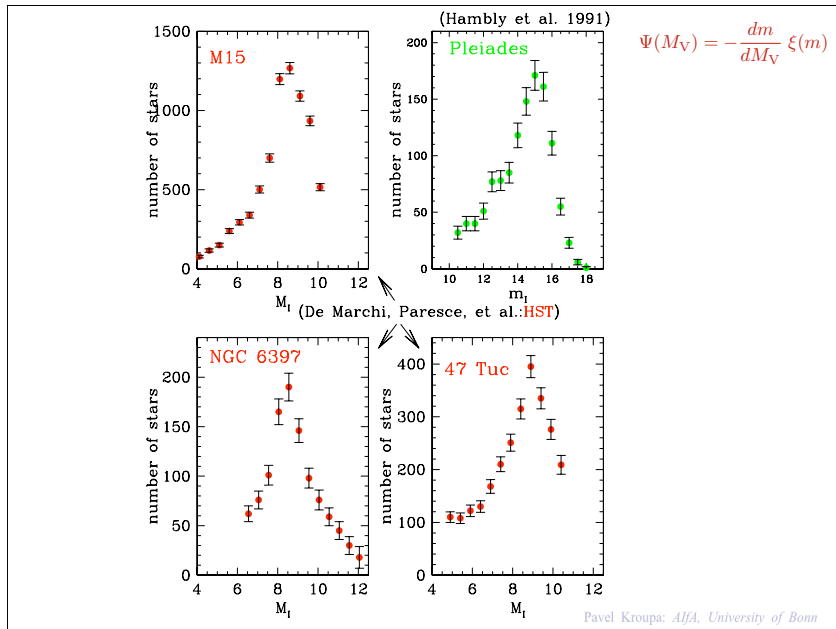 (Hambly et al. 1991)
Ψ(M_V) = − dm/dM_V ξ(m)
M15
number of stars
1500
1000
500
0
4 6 8 10 12
M_I
Pleiades
number of stars
200
150
100
50
0
10 12 14 16 18
m_I
(De Marchi, Paresce, et al.:HST)
NGC 6397
number of stars
200
150
100
50
0
4 6 8 10 12
M_I
47 Tuc
number of stars
400
300
200
100
0
4 6 8 10 12
M_I
Pavel Kroupa: AIfA, University of Bonn